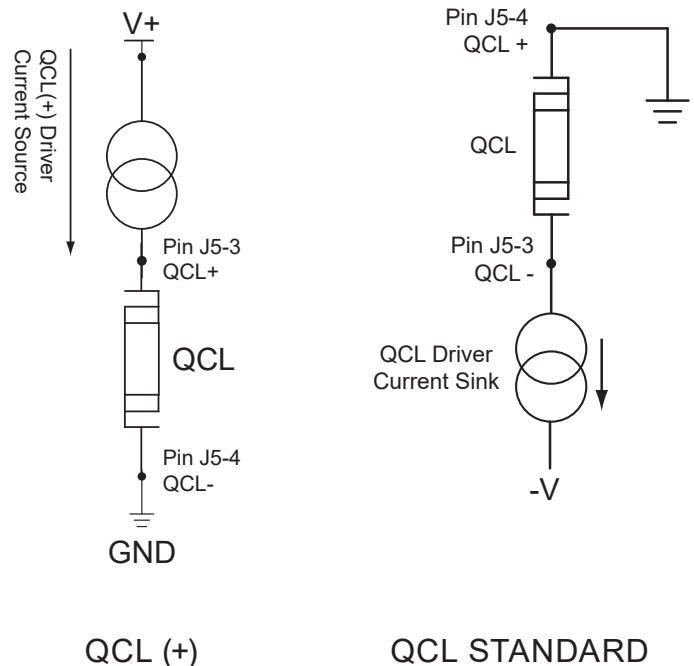 V+
QCL(+) Driver
Current Source
Pin J5-3
QCL+
QCL
Pin J5-4
QCL-
GND
QCL (+)
Pin J5-4
QCL +
QCL
Pin J5-3
QCL -
QCL Driver
Current Sink
-V
QCL STANDARD